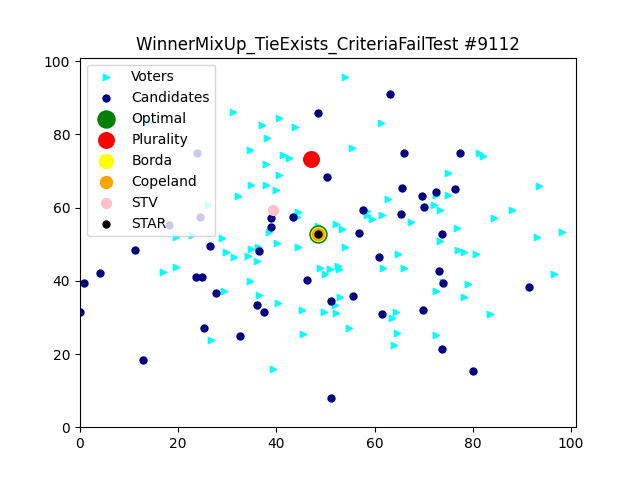 WinnerMixUp_TieExists_CriteriaFailTest #9112
100
80
60
40
20
0
Voters
Candidates
Optimal
Plurality
Borda
Copeland
STV
STAR
0 20 40 60 80 100